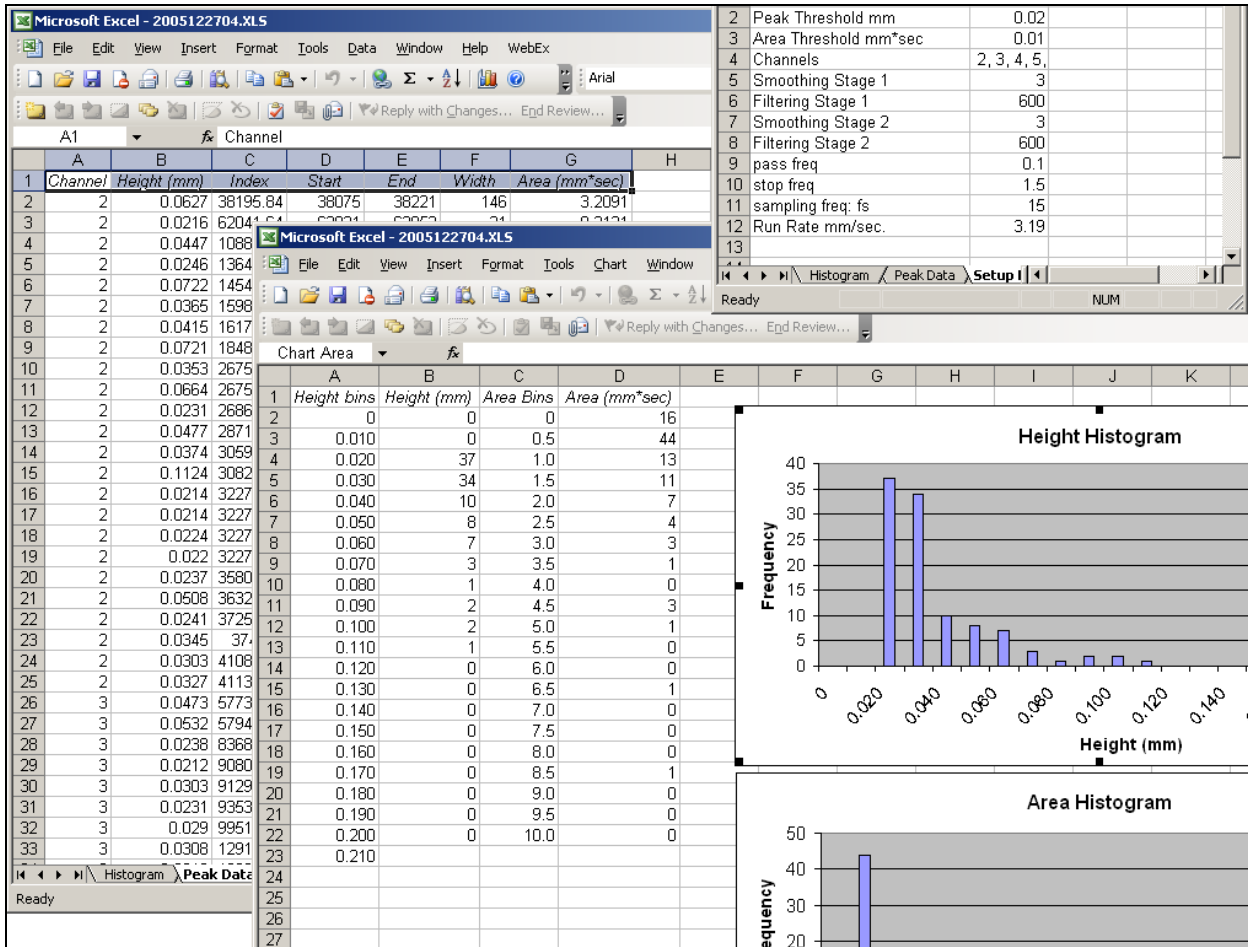 Microsoft Excel - 2005122704.XLS
File Edit View Insert Format Tools Data Window Help WebEx
Arial
Reply with Changes... End Review...
A1 fx Channel
A B C D E F G H
1 Channel Height (mm) Index Start End Width Area (mm*sec)
2 2 0.0627 38195.84 38075 38221 146 3.2091
3 2 0.0216
4 2 0.0447 1088
5 2 0.0246 1364
6 2 0.0722 1454
7 2 0.0365 1598
8 2 0.0415 1617
9 2 0.0721 1848
10 2 0.0353 2675
11 2 0.0664 2675
12 2 0.0231 2686
13 2 0.0477 2871
14 2 0.0374 3059
15 2 0.1124 3082
16 2 0.0214 3227
17 2 0.0214 3227
18 2 0.0224 3227
19 2 0.022 3227
20 2 0.0237 3580
21 2 0.0508 3632
22 2 0.0241 3725
23 2 0.0345 374
24 2 0.0303 4108
25 2 0.0327 4113
26 3 0.0473 5773
27 3 0.0532 5794
28 3 0.0238 8368
29 3 0.0212 9080
30 3 0.0303 9129
31 3 0.0231 9353
32 3 0.029 9951
33 3 0.0308 1291
Histogram Peak Data
Ready
2 Peak Threshold mm 0.02
3 Area Threshold mm*sec 0.01
4 Channels 2, 3, 4, 5,
5 Smoothing Stage 1 3
6 Filtering Stage 1 600
7 Smoothing Stage 2 3
8 Filtering Stage 2 600
9 pass freq 0.1
10 stop freq 1.5
11 sampling freq: fs 15
12 Run Rate mm/sec. 3.19
13
Histogram Peak Data Setup I
Ready NUM
Microsoft Excel - 2005122704.XLS
File Edit View Insert Format Tools Chart Window
Reply with Changes... End Review...
Chart Area fx
A B C D E F G H I J K
1 Height bins Height (mm) Area Bins Area (mm*sec)
2 0 0 0 16
3 0.010 0 0.5 44
4 0.020 37 1.0 13
5 0.030 34 1.5 11
6 0.040 10 2.0 7
7 0.050 8 2.5 4
8 0.060 7 3.0 3
9 0.070 3 3.5 1
10 0.080 1 4.0 0
11 0.090 2 4.5 3
12 0.100 2 5.0 1
13 0.110 1 5.5 0
14 0.120 0 6.0 0
15 0.130 0 6.5 1
16 0.140 0 7.0 0
17 0.150 0 7.5 0
18 0.160 0 8.0 0
19 0.170 0 8.5 1
20 0.180 0 9.0 0
21 0.190 0 9.5 0
22 0.200 0 10.0 0
23 0.210
24
25
26
27
Height Histogram
Frequency
40
35
30
25
20
15
10
5
0
0 0.020 0.040 0.060 0.080 0.100 0.120 0.140
Height (mm)
Area Histogram
50
40
30
20